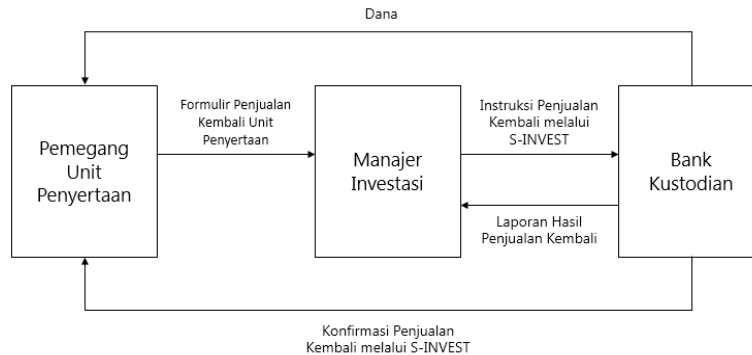 Dana
Pemegang
Unit
Penyertaan
Formulir Penjualan
Kembali Unit
Penyertaan
Manajer
Investasi
Instruksi Penjualan
Kembali melalui
S-INVEST
Laporan Hasil
Penjualan Kembali
Bank
Kustodian
Konfirmasi Penjualan
Kembali melalui S-INVEST